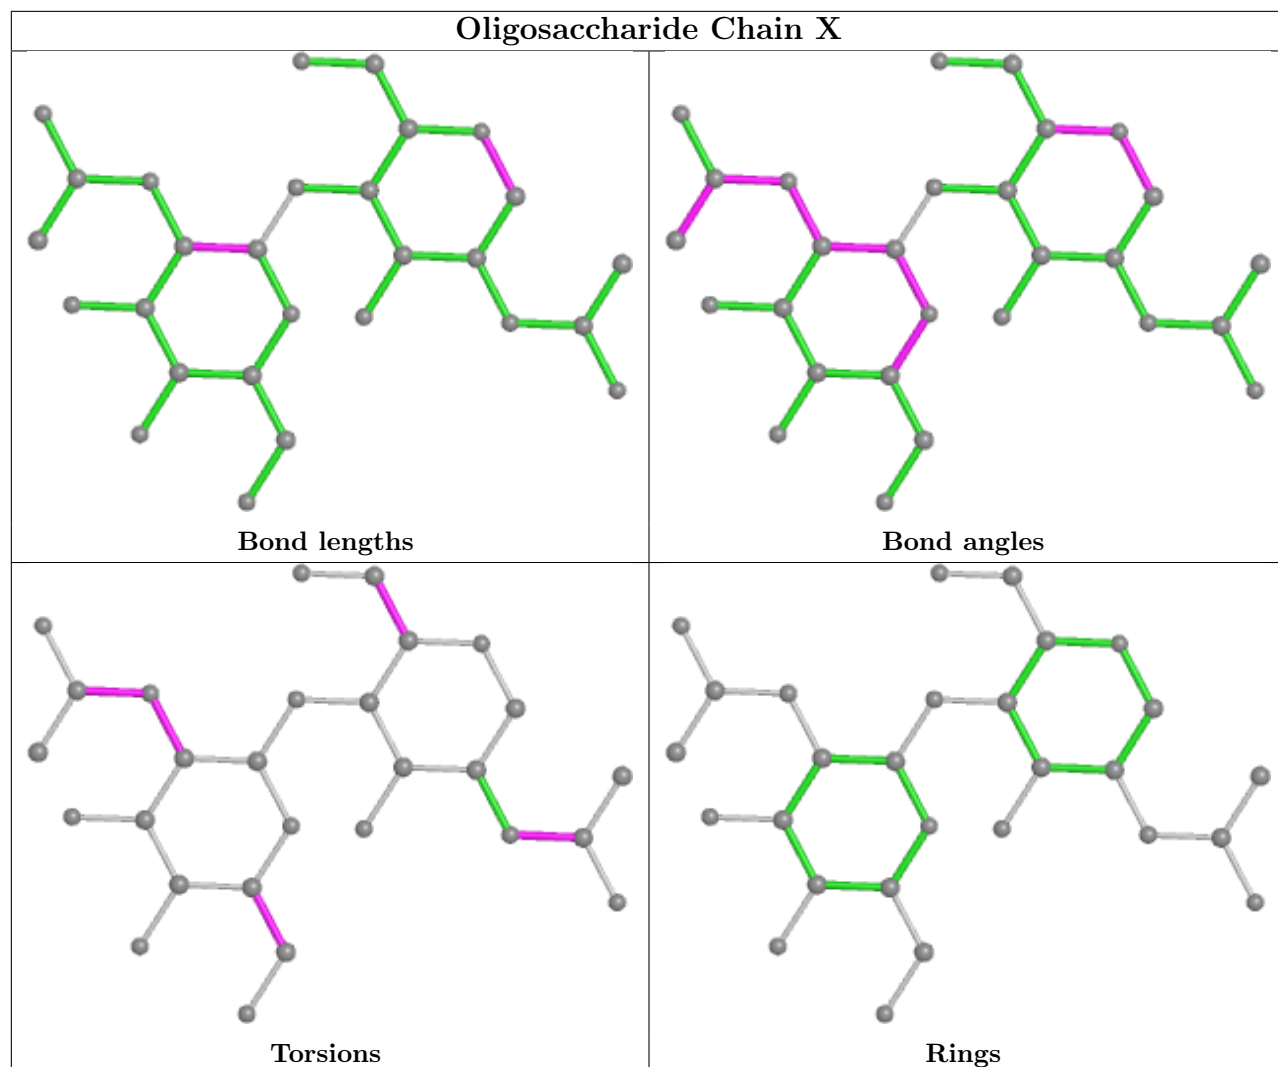 Oligosaccharide Chain X
Bond lengths
Bond angles
Torsions
Rings